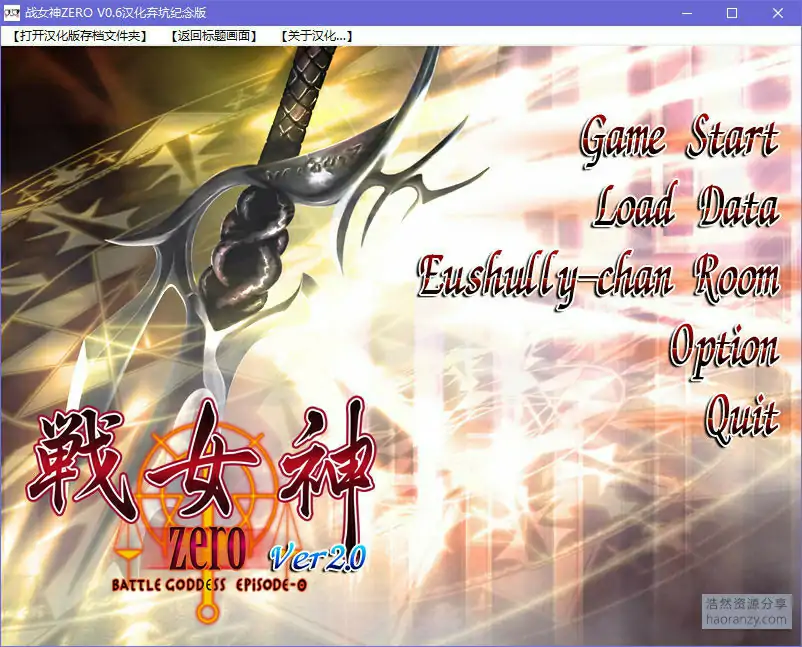 战女神ZERO V0.6汉化弃坑纪念版
【打开汉化版存档文件夹】 【返回标题画面】 【关于汉化...】
Game Start
Load Data
Eushully-chan Room
Option
Quit
戦女神
zero Ver2.0
BATTLE GODDESS EPISODE-0
浩然资源分享
haoranzy.com